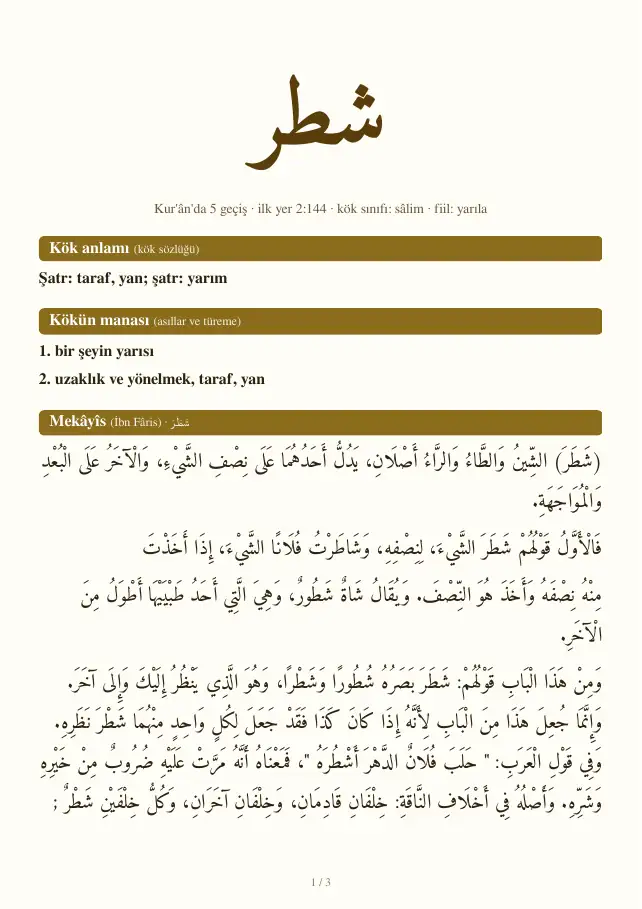 شطر
Kur'ân'da 5 geçiş · ilk yer 2:144 · kök sınıfı: sâlim · fiil: yarıla
Kök anlamı (kök sözlüğü)
Şatr: taraf, yan; şatr: yarım
Kökün manası (asıllar ve türeme)
1. bir şeyin yarısı
2. uzaklık ve yönelmek, taraf, yan
Mekâyîs (İbn Fâris) · شَطَرَ
(شَطَرَ) الشِّينُ وَالطَّاءُ وَالرَّاءُ أَصْلَانِ، يَدُلُّ أَحَدُهُمَا عَلَى نِصْفِ الشَّيْءِ، وَالْآخَرُ عَلَى الْبُعْدِ
وَالْمُوَاجَهَةِ.
فَالْأَوَّلُ قَوْلُهُمْ شَطَرَ الشَّيْءَ، لِنِصْفِهِ، وَشَاطَرْتُ فُلَانًا الشَّيْءَ، إِذَا أَخَذْتَ
مِنْهُ نِصْفَهُ وَأَخَذَ هُوَ النِّصْفَ. وَيُقَالُ شَاةٌ شَطُورٌ، وَهِيَ الَّتِي أَحَدُ طُبْيَيْهَا أَطْوَلُ مِنَ
الْآخَرِ.
وَمِنْ هَذَا الْبَابِ قَوْلُهُمْ: شَطَرَ بَصَرُهُ شُطُورًا وَشَطْرًا، وَهُوَ الَّذِي يَنْظُرُ إِلَيْكَ وَإِلَى آخَرَ.
وَإِنَّمَا جُعِلَ هَذَا مِنَ الْبَابِ لِأَنَّهُ إِذَا كَانَ كَذَا فَقَدْ جَعَلَ لِكُلِّ وَاحِدٍ مِنْهُمَا شَطْرَ نَظَرِهِ.
وَفِي قَوْلِ الْعَرَبِ: " حَلَبَ فُلَانٌ الدَّهْرَ أَشْطُرَهُ "، فَمَعْنَاهُ أَنَّهُ مَرَّتْ عَلَيْهِ ضُرُوبٌ مِنْ خَيْرِهِ
وَشَرِّهِ. وَأَصْلُهُ فِي أَخْلَافِ النَّاقَةِ: خِلْفَانِ قَادِمَانِ، وَخِلْفَانِ آخَرَانِ، وَكُلُّ خِلْفَيْنِ شَطْرٌ ;
1 / 3